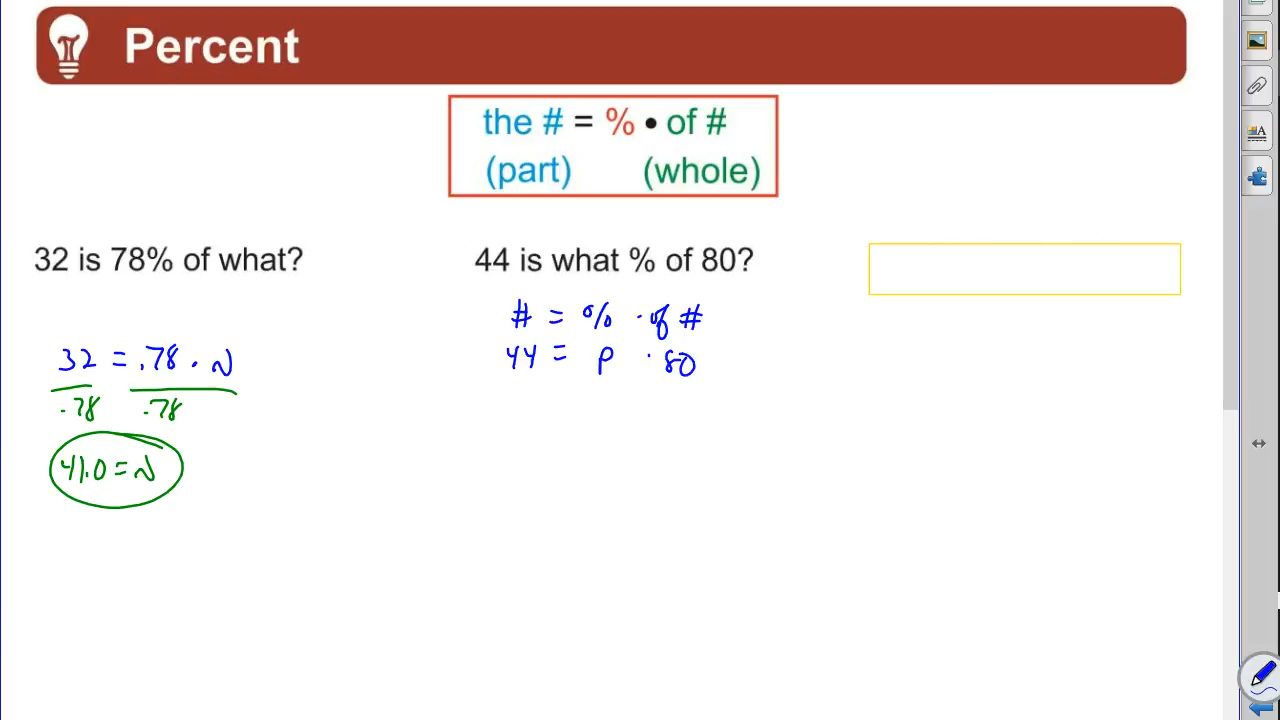 Percent
the # = % • of #
(part) (whole)
32 is 78% of what?
32 = .78 · N
.78 .78
41.0 = N
44 is what % of 80?
# = % · of #
44 = P · 80